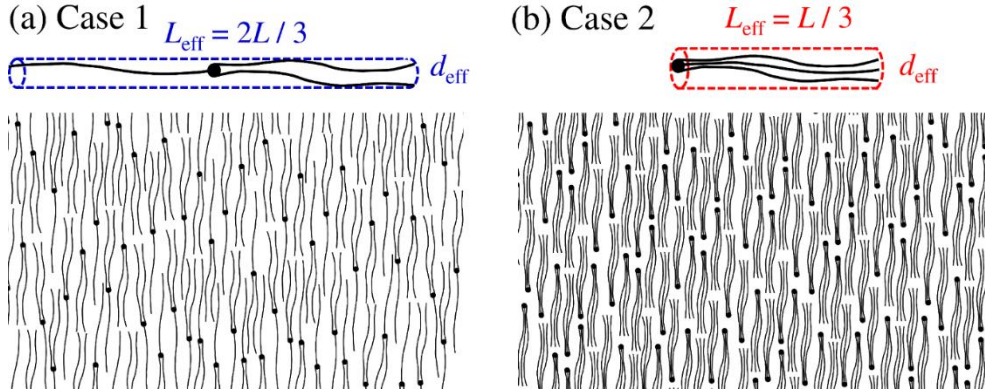 (a) Case 1
L_eff = 2L / 3
d_eff
(b) Case 2
L_eff = L / 3
d_eff